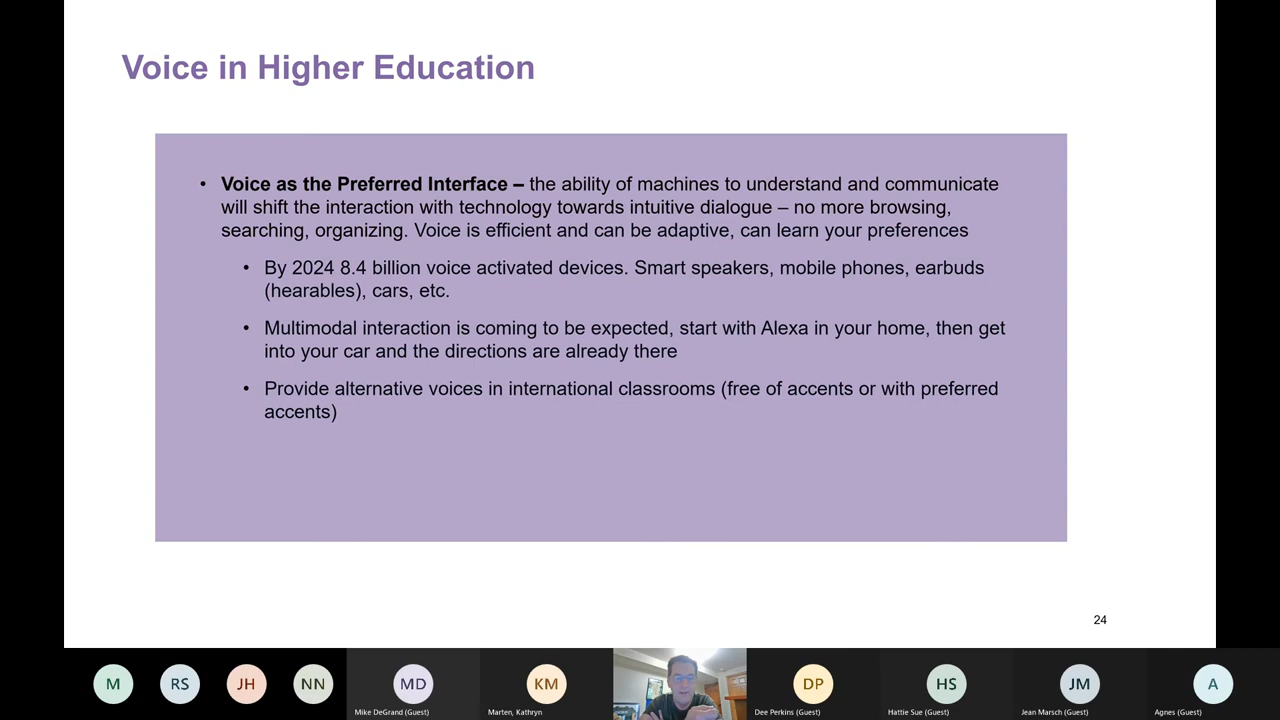 Voice in Higher Education
• Voice as the Preferred Interface – the ability of machines to understand and communicate
will shift the interaction with technology towards intuitive dialogue – no more browsing,
searching, organizing. Voice is efficient and can be adaptive, can learn your preferences
• By 2024 8.4 billion voice activated devices. Smart speakers, mobile phones, earbuds
(hearables), cars, etc.
• Multimodal interaction is coming to be expected, start with Alexa in your home, then get
into your car and the directions are already there
• Provide alternative voices in international classrooms (free of accents or with preferred
accents)
24
M RS JH NN MD KM DP HS JM A
Mike DeGrand (Guest) Marten, Kathryn Dee Perkins (Guest) Hattie Sue (Guest) Jean Marsch (Guest) Agnes (Guest)